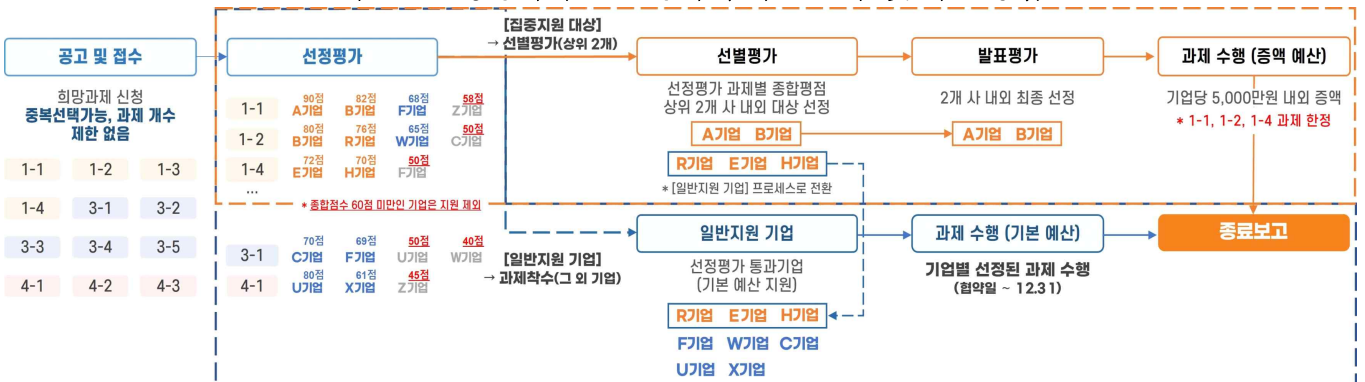 공고 및 접수
희망과제 신청
중복선택가능, 과제 개수
제한 없음
1-1 1-2 1-3
1-4 3-1 3-2
3-3 3-4 3-5
4-1 4-2 4-3
선정평가
90점 82점 68점 58점
1-1 A기업 B기업 F기업 Z기업
80점 76점 65점 50점
1-2 B기업 R기업 W기업 C기업
72점 70점 50점
1-4 E기업 H기업 F기업
...
* 종합점수 60점 미만인 기업은 지원 제외
70점 69점 50점 40점
3-1 C기업 F기업 U기업 W기업
80점 61점 45점
4-1 U기업 X기업 Z기업
[집중지원 대상]
→ 선별평가(상위 2개)
[일반지원 기업]
→ 과제착수(그 외 기업)
선별평가
선정평가 과제별 종합평점
상위 2개 사 내외 대상 선정
A기업 B기업
R기업 E기업 H기업
* [일반지원 기업] 프로세스로 전환
발표평가
2개 사 내외 최종 선정
A기업 B기업
과제 수행 (증액 예산)
기업당 5,000만원 내외 증액
* 1-1, 1-2, 1-4 과제 한정
일반지원 기업
선정평가 통과기업
(기본 예산 지원)
R기업 E기업 H기업
F기업 W기업 C기업
U기업 X기업
과제 수행 (기본 예산)
기업별 선정된 과제 수행
(협약일 ~ 12.31)
종료보고